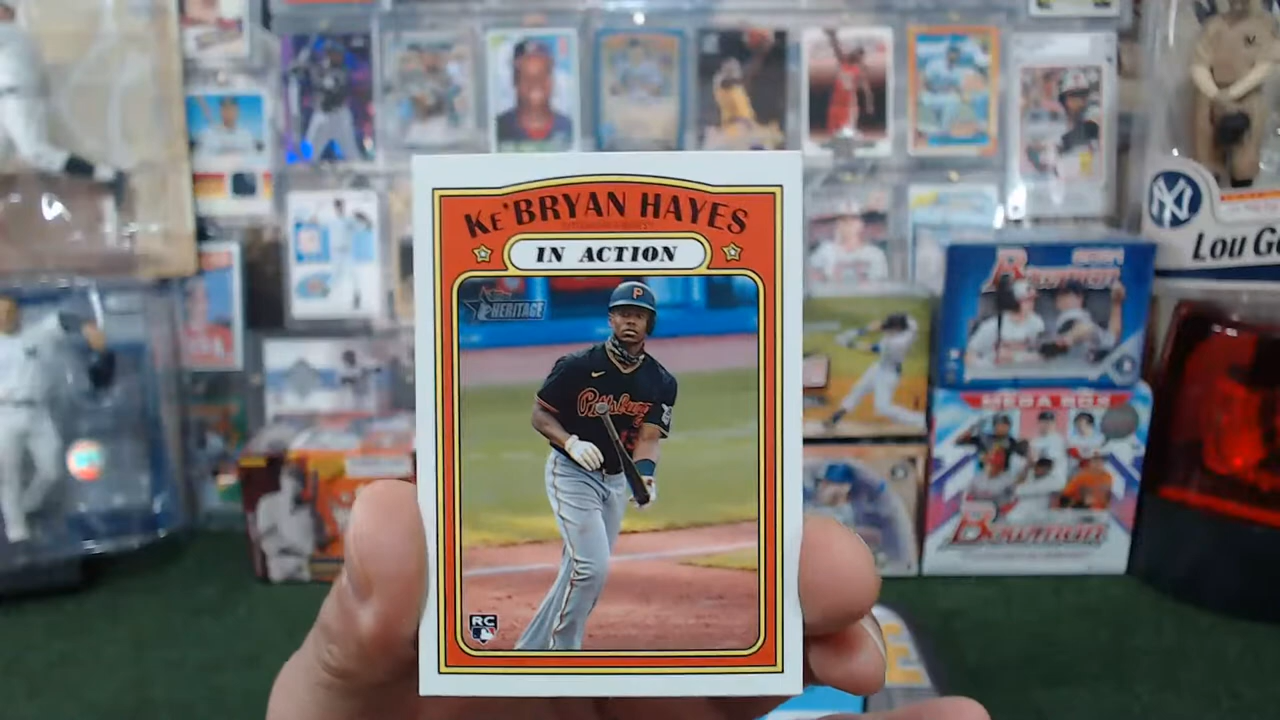 KE'BRYAN HAYES
IN ACTION
HERITAGE
P
Pittsburgh
RC
Lou G
Bowman
MEGA BOX
Bowman